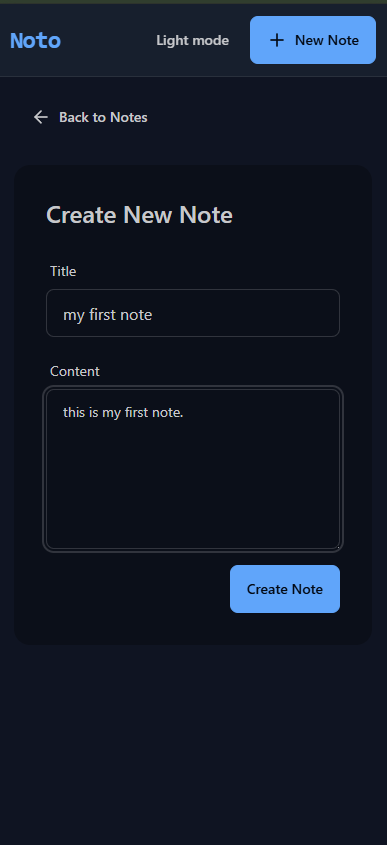 Noto
Light mode
New Note
Back to Notes
Create New Note
Title
my first note
Content
this is my first note.
Create Note